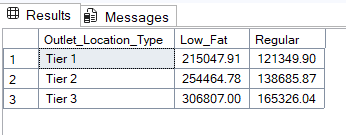 Results Messages
Outlet_Location_Type Low_Fat Regular
1 Tier 1 215047.91 121349.90
2 Tier 2 254464.78 138685.87
3 Tier 3 306807.00 165326.04